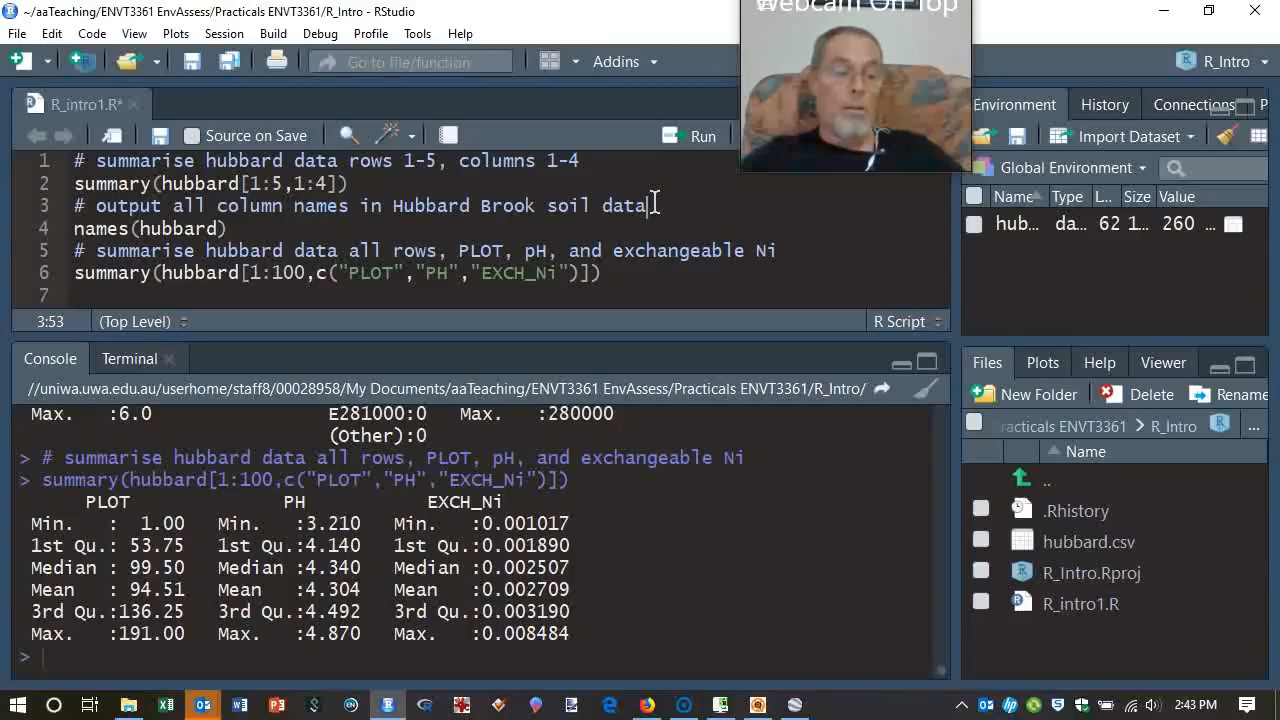 ~/aaTeaching/ENVT3361 EnvAssess/Practicals ENVT3361/R_Intro - RStudio
Webcam On Top
File Edit Code View Plots Session Build Debug Profile Tools Help
Go to file/function
Addins
R_Intro
R_intro1.R*
Source on Save
Run
1 # summarise hubbard data rows 1-5, columns 1-4
2 summary(hubbard[1:5,1:4])
3 # output all column names in Hubbard Brook soil data
4 names(hubbard)
5 # summarise hubbard data all rows, PLOT, pH, and exchangeable Ni
6 summary(hubbard[1:100,c("PLOT","PH","EXCH_Ni")])
7
3:53 (Top Level) R Script
Console Terminal
//uniwa.uwa.edu.au/userhome/staff8/00028958/My Documents/aaTeaching/ENVT3361 EnvAssess/Practicals ENVT3361/R_Intro/
Max. :6.0 E281000:0 Max. :280000
(Other):0
> # summarise hubbard data all rows, PLOT, pH, and exchangeable Ni
> summary(hubbard[1:100,c("PLOT","PH","EXCH_Ni")])
PLOT PH EXCH_Ni
Min. : 1.00 Min. :3.210 Min. :0.001017
1st Qu.: 53.75 1st Qu.:4.140 1st Qu.:0.001890
Median : 99.50 Median :4.340 Median :0.002507
Mean : 94.51 Mean :4.304 Mean :0.002709
3rd Qu.:136.25 3rd Qu.:4.492 3rd Qu.:0.003190
Max. :191.00 Max. :4.870 Max. :0.008484
>
Environment History Connections P
Import Dataset
Global Environment
Name Type L... S... Value
hub... da... 62 1... 260 ...
Files Plots Help Viewer
New Folder Delete Rename
racticals ENVT3361 R_Intro ...
Name
..
.Rhistory
hubbard.csv
R_Intro.Rproj
R_intro1.R
2:43 PM